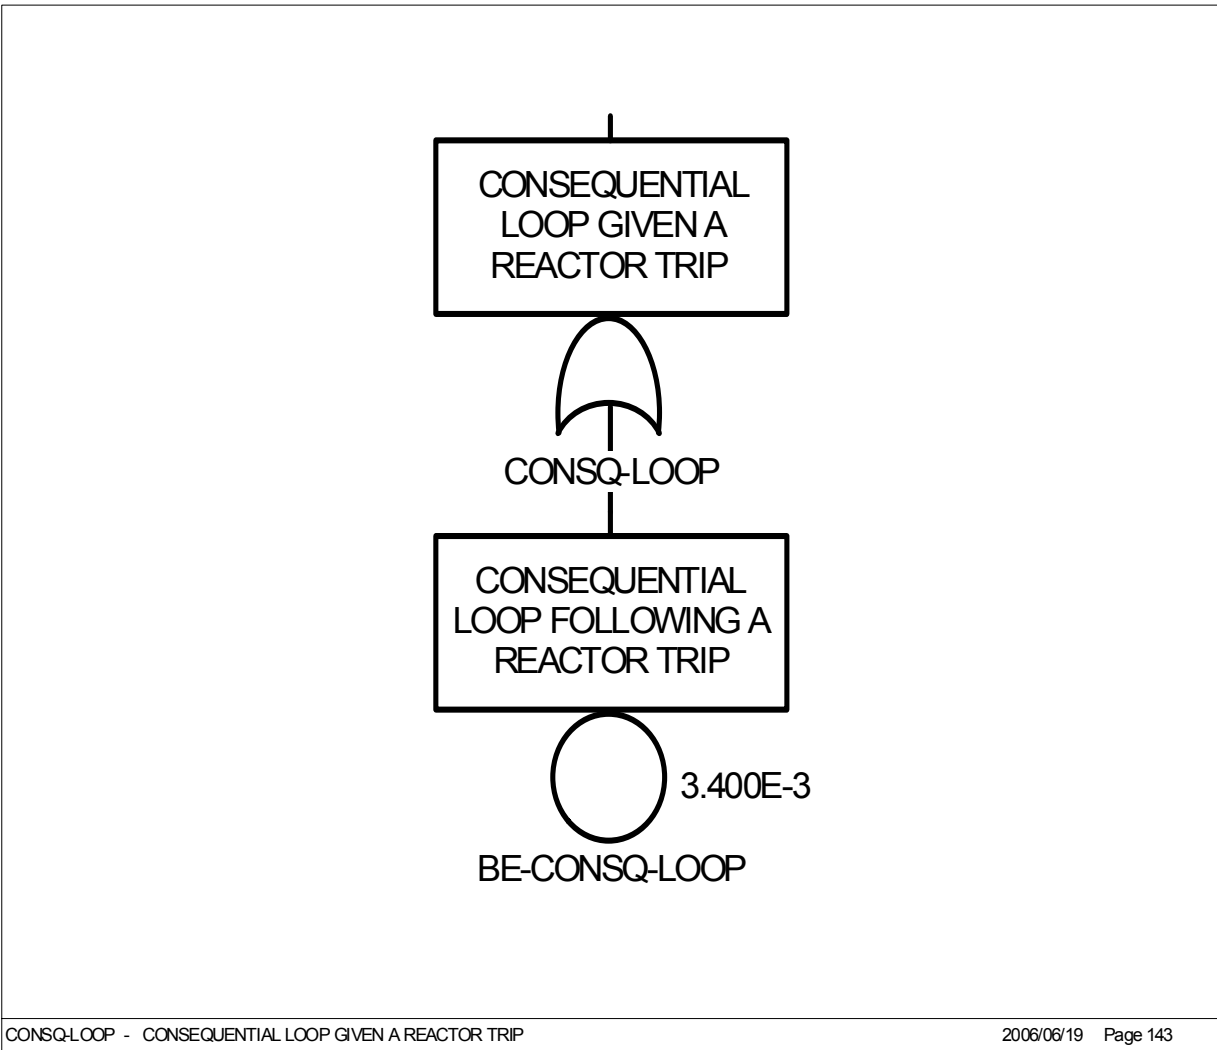 CONSEQUENTIAL
LOOP GIVEN A
REACTOR TRIP
CONSQ-LOOP
CONSEQUENTIAL
LOOP FOLLOWING A
REACTOR TRIP
3.400E-3
BE-CONSQ-LOOP
CONSQ-LOOP - CONSEQUENTIAL LOOP GIVEN A REACTOR TRIP 2006/06/19 Page 143